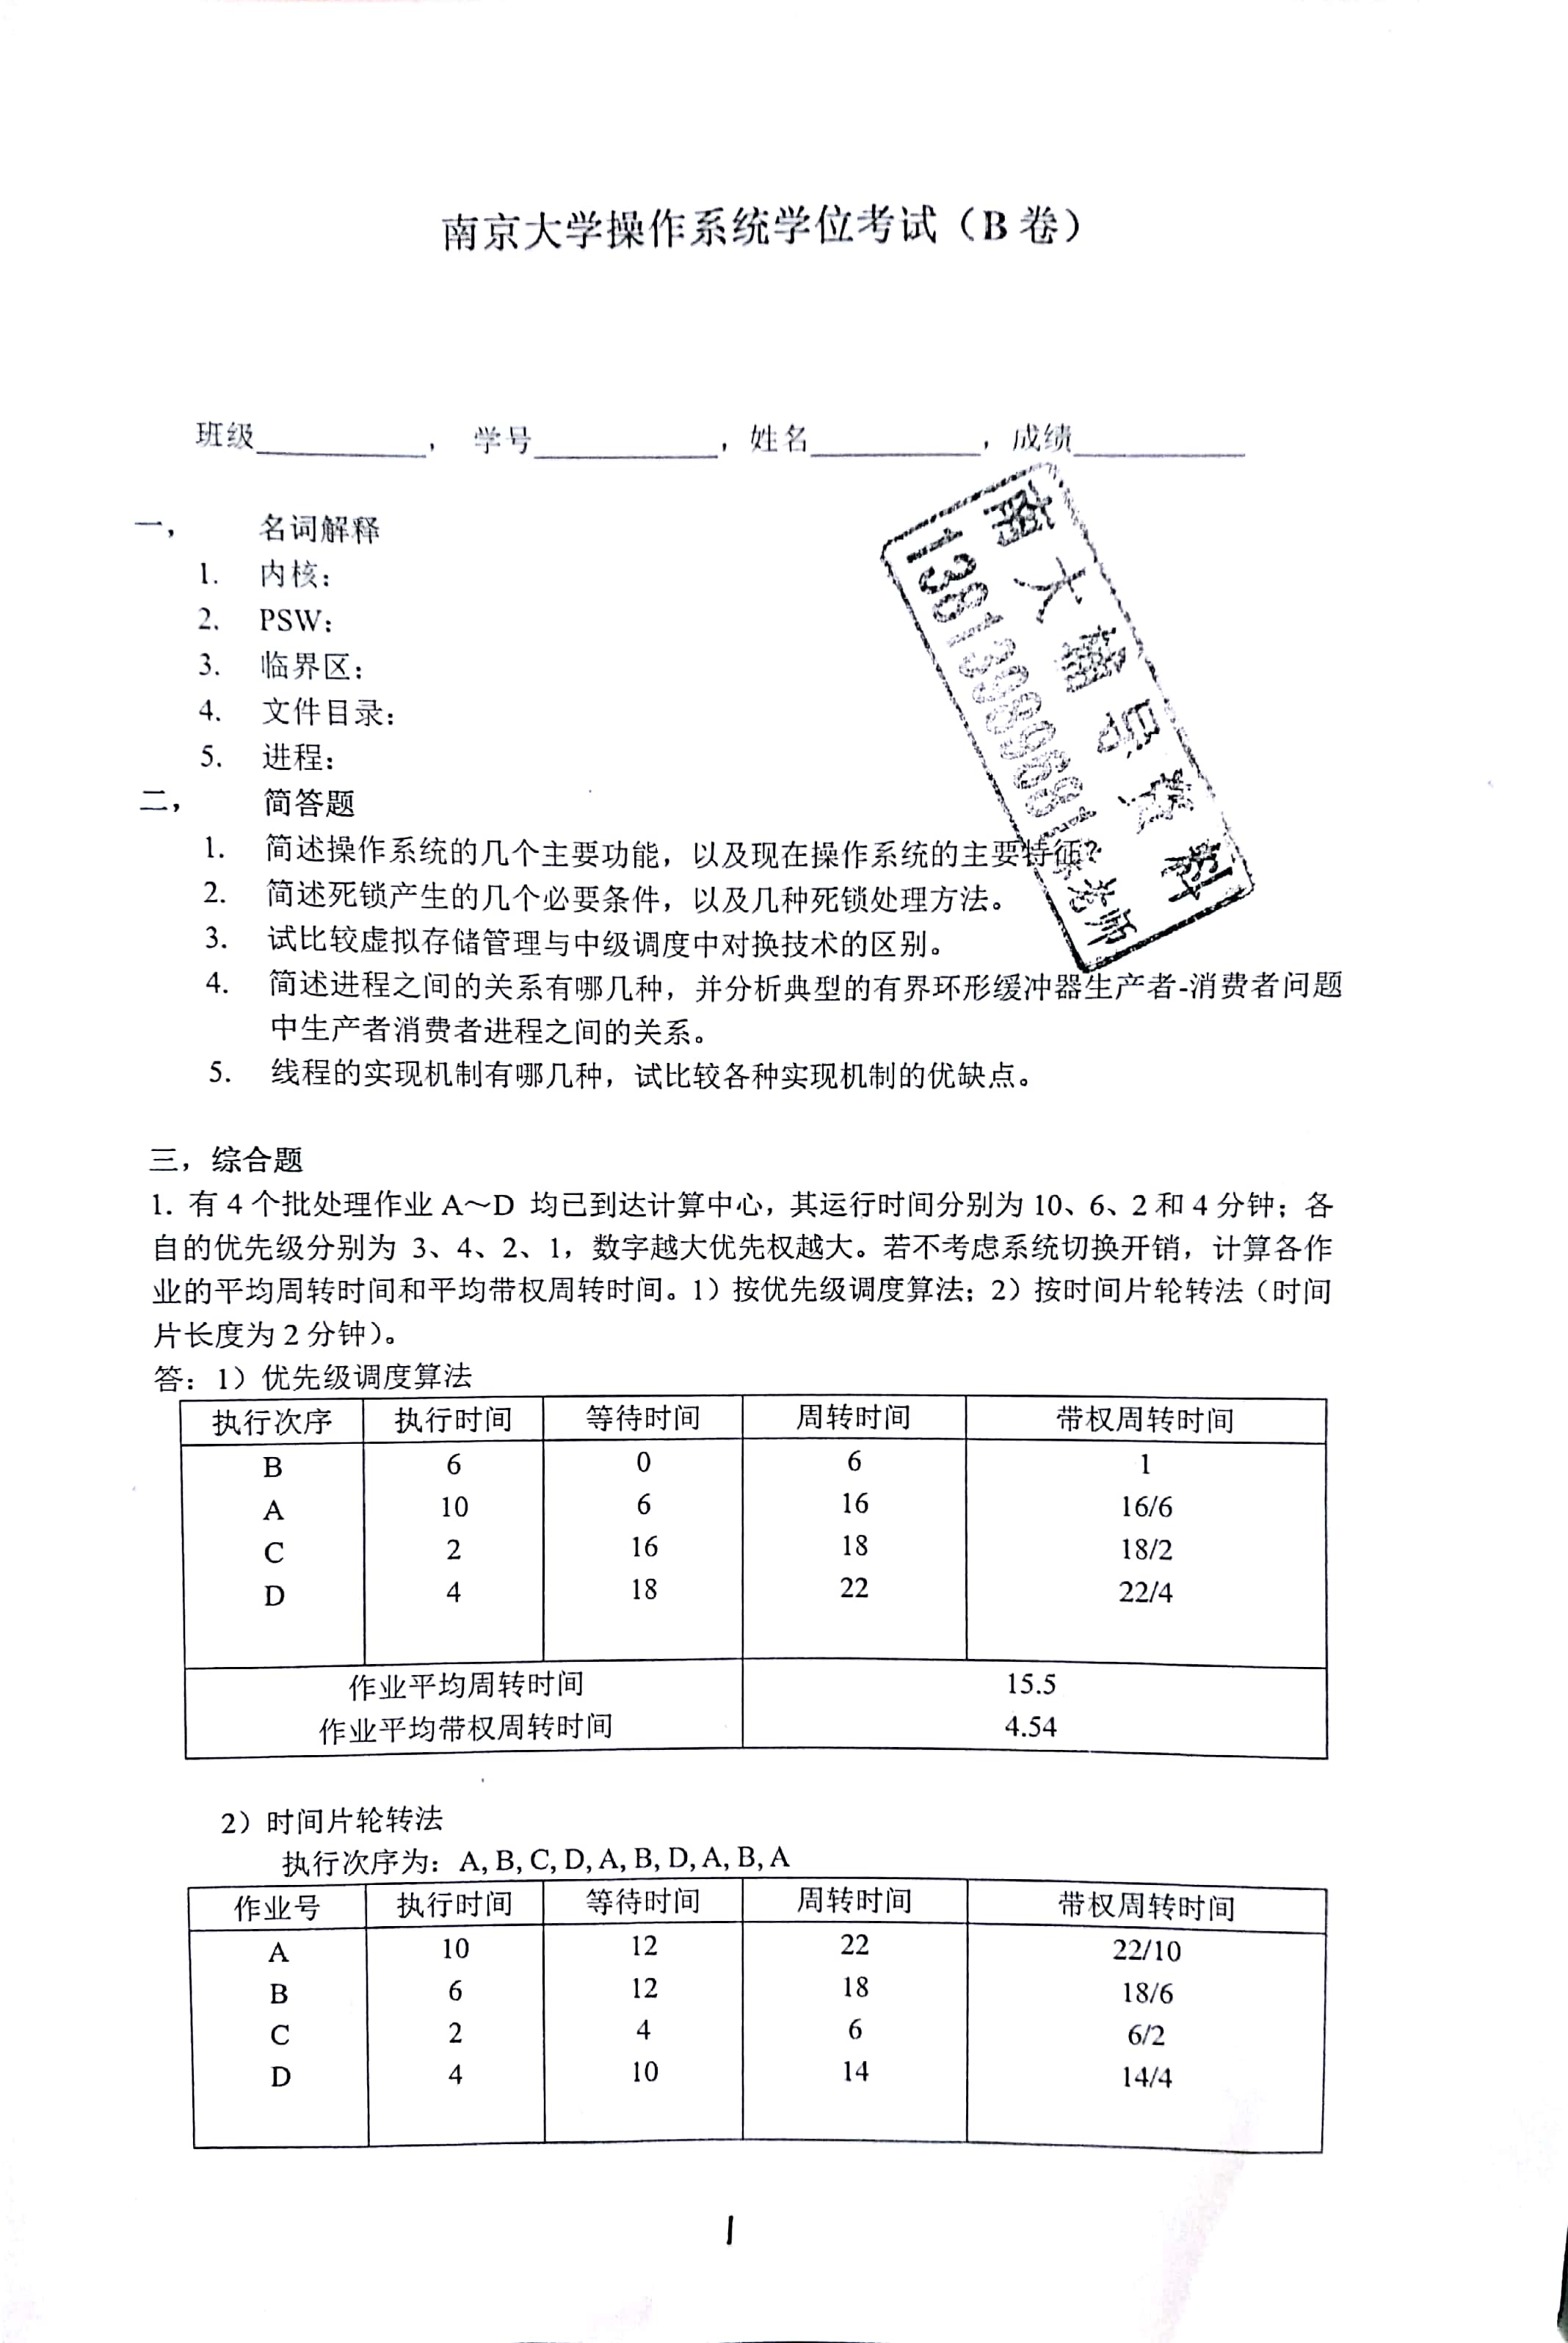 南京大学操作系统学位考试（B 卷）
班级__________， 学号__________，姓名__________，成绩__________
南大辅导资料
老师
一， 名词解释
1. 内核：
2. PSW：
3. 临界区：
4. 文件目录：
5. 进程：
二， 简答题
1. 简述操作系统的几个主要功能，以及现在操作系统的主要特征？
2. 简述死锁产生的几个必要条件，以及几种死锁处理方法。
3. 试比较虚拟存储管理与中级调度中对换技术的区别。
4. 简述进程之间的关系有哪几种，并分析典型的有界环形缓冲器生产者-消费者问题
中生产者消费者进程之间的关系。
5. 线程的实现机制有哪几种，试比较各种实现机制的优缺点。
三，综合题
1. 有 4 个批处理作业 A～D 均已到达计算中心，其运行时间分别为 10、6、2 和 4 分钟；各
自的优先级分别为 3、4、2、1，数字越大优先权越大。若不考虑系统切换开销，计算各作
业的平均周转时间和平均带权周转时间。1）按优先级调度算法；2）按时间片轮转法（时间
片长度为 2 分钟）。
答：1）优先级调度算法
执行次序 执行时间 等待时间 周转时间 带权周转时间
B 6 0 6 1
A 10 6 16 16/6
C 2 16 18 18/2
D 4 18 22 22/4
作业平均周转时间 15.5
作业平均带权周转时间 4.54
2）时间片轮转法
执行次序为：A, B, C, D, A, B, D, A, B, A
作业号 执行时间 等待时间 周转时间 带权周转时间
A 10 12 22 22/10
B 6 12 18 18/6
C 2 4 6 6/2
D 4 10 14 14/4
1